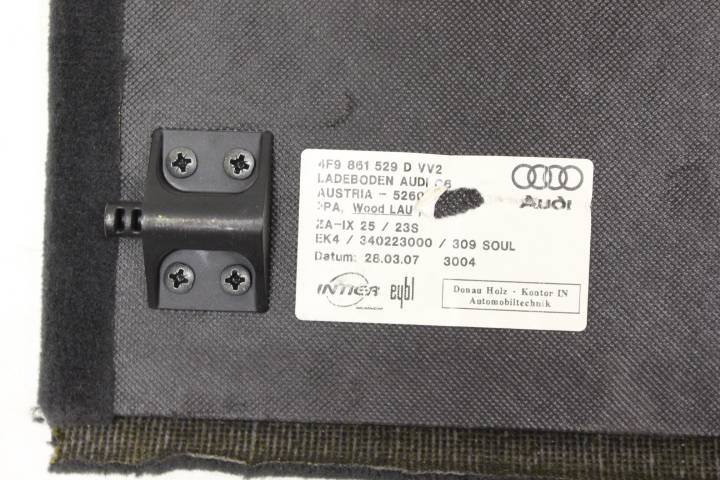 4F9 861 529 D VV2
LADEBODEN AUDI C6
AUSTRIA - 5260
>PA, Wood LAU
ZA-IX 25 / 23S
EK4 / 340223000 / 309 SOUL
Datum: 28.03.07 3004
Audi
INTIER eybl
Donau Holz - Kontor IN
Automobiltechnik